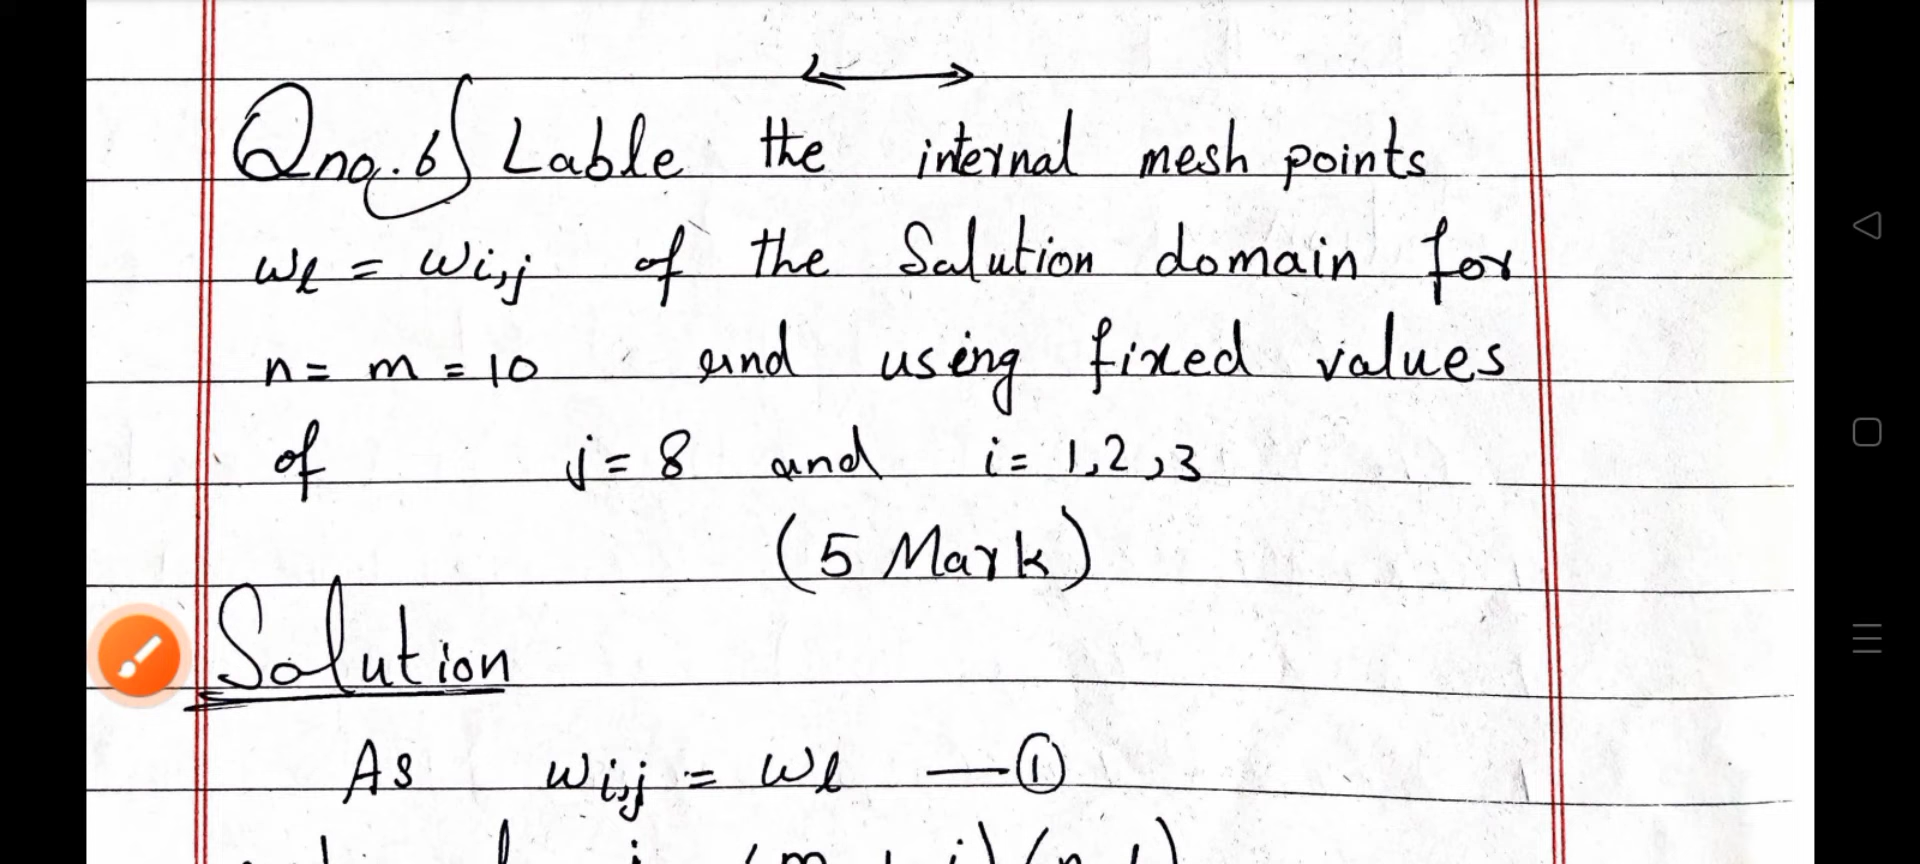 Qno.6) Lable the internal mesh points
wl = wi,j of the Solution domain for
n = m = 10 and using fixed values
of j = 8 and i = 1,2,3
(5 Mark)
Solution
As wi,j = wl —①